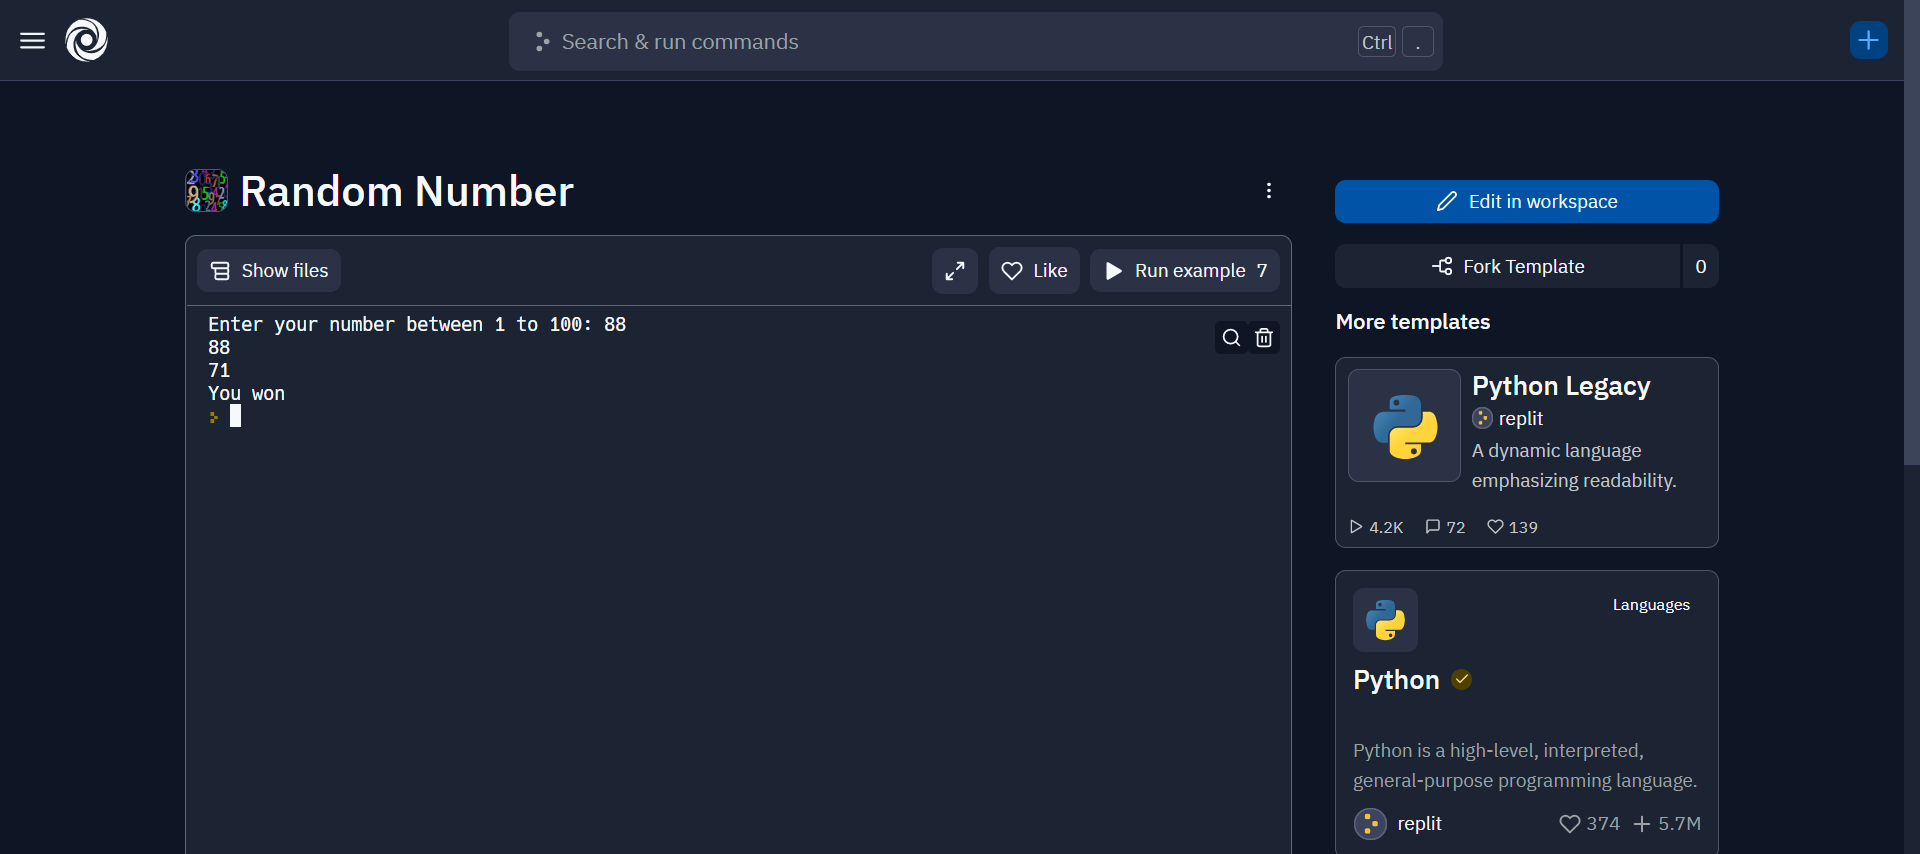 Search & run commands
Ctrl .
Random Number
Show files
Like
Run example 7
Enter your number between 1 to 100: 88
88
71
You won
Edit in workspace
Fork Template 0
More templates
Python Legacy
replit
A dynamic language
emphasizing readability.
4.2K 72 139
Languages
Python
Python is a high-level, interpreted,
general-purpose programming language.
replit 374 5.7M